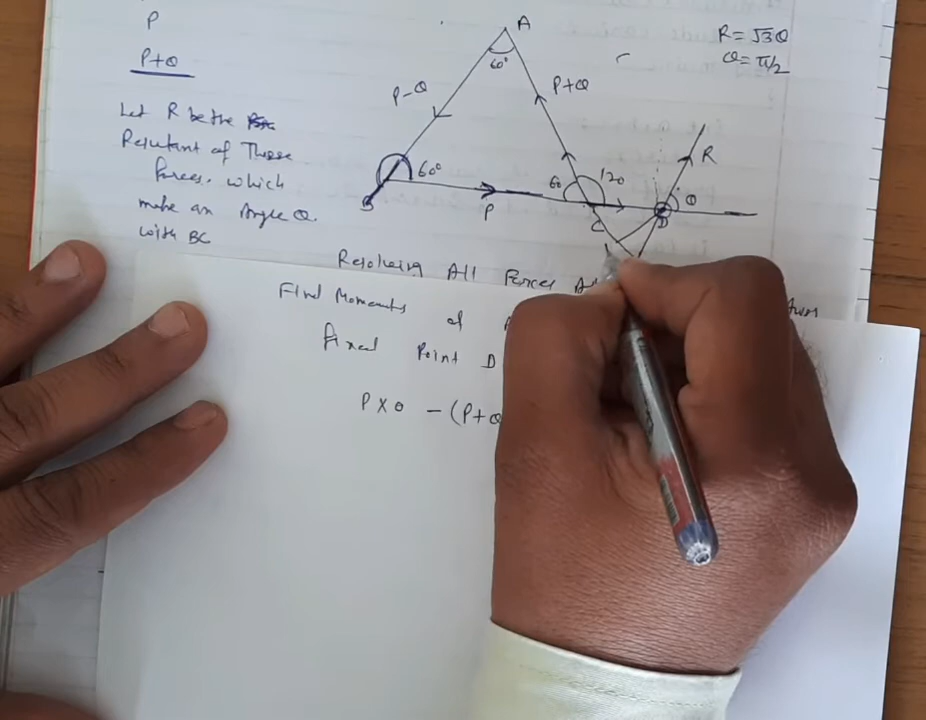 P
P+Q
Let R be the
Resultant of These
forces. which
make an Angle Q.
with BC
A
60°
P-Q
P+Q
R = √3Q
Q = π/2
R
60°
60
120
Q
B
P
C
D
Resolving All Forces
Find Moments of
fixed Point D
P X 0 - (P+Q